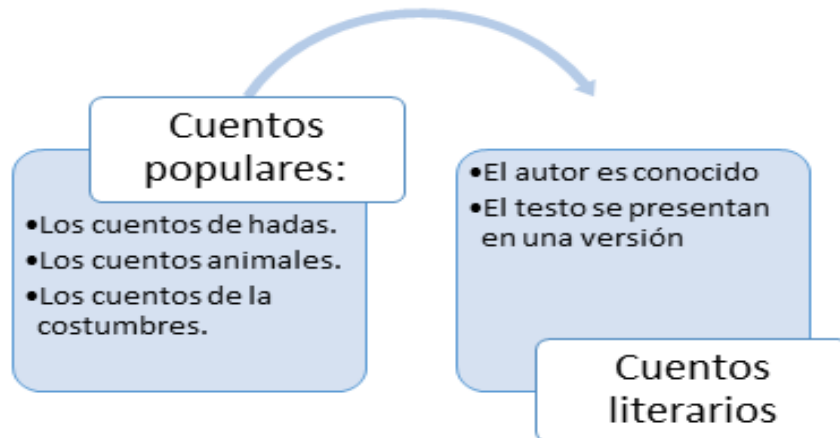 Cuentos
populares:
•Los cuentos de hadas.
•Los cuentos animales.
•Los cuentos de la
costumbres.
•El autor es conocido
•El testo se presentan
en una versión
Cuentos
literarios